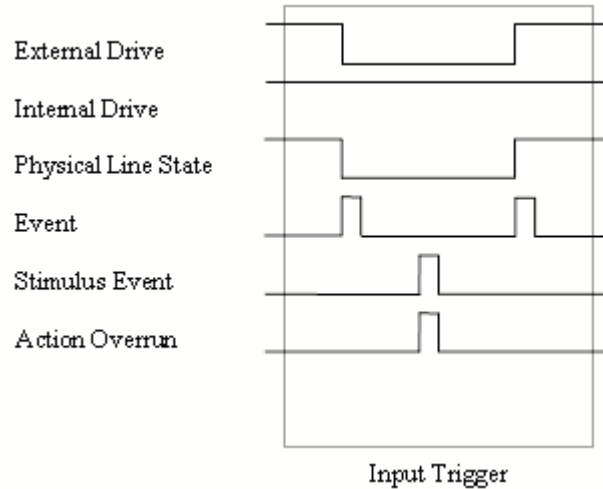 External Drive
Internal Drive
Physical Line State
Event
Stimulus Event
Action Overrun
Input Trigger